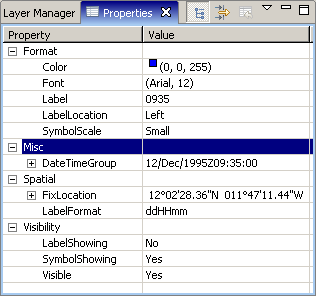 Layer Manager Properties
Property Value
Format
Color (0, 0, 255)
Font (Arial, 12)
Label 0935
LabelLocation Left
SymbolScale Small
Misc
DateTimeGroup 12/Dec/1995Z09:35:00
Spatial
FixLocation 12°02'28.36"N 011°47'11.44"W
LabelFormat ddHHmm
Visibility
LabelShowing No
SymbolShowing Yes
Visible Yes